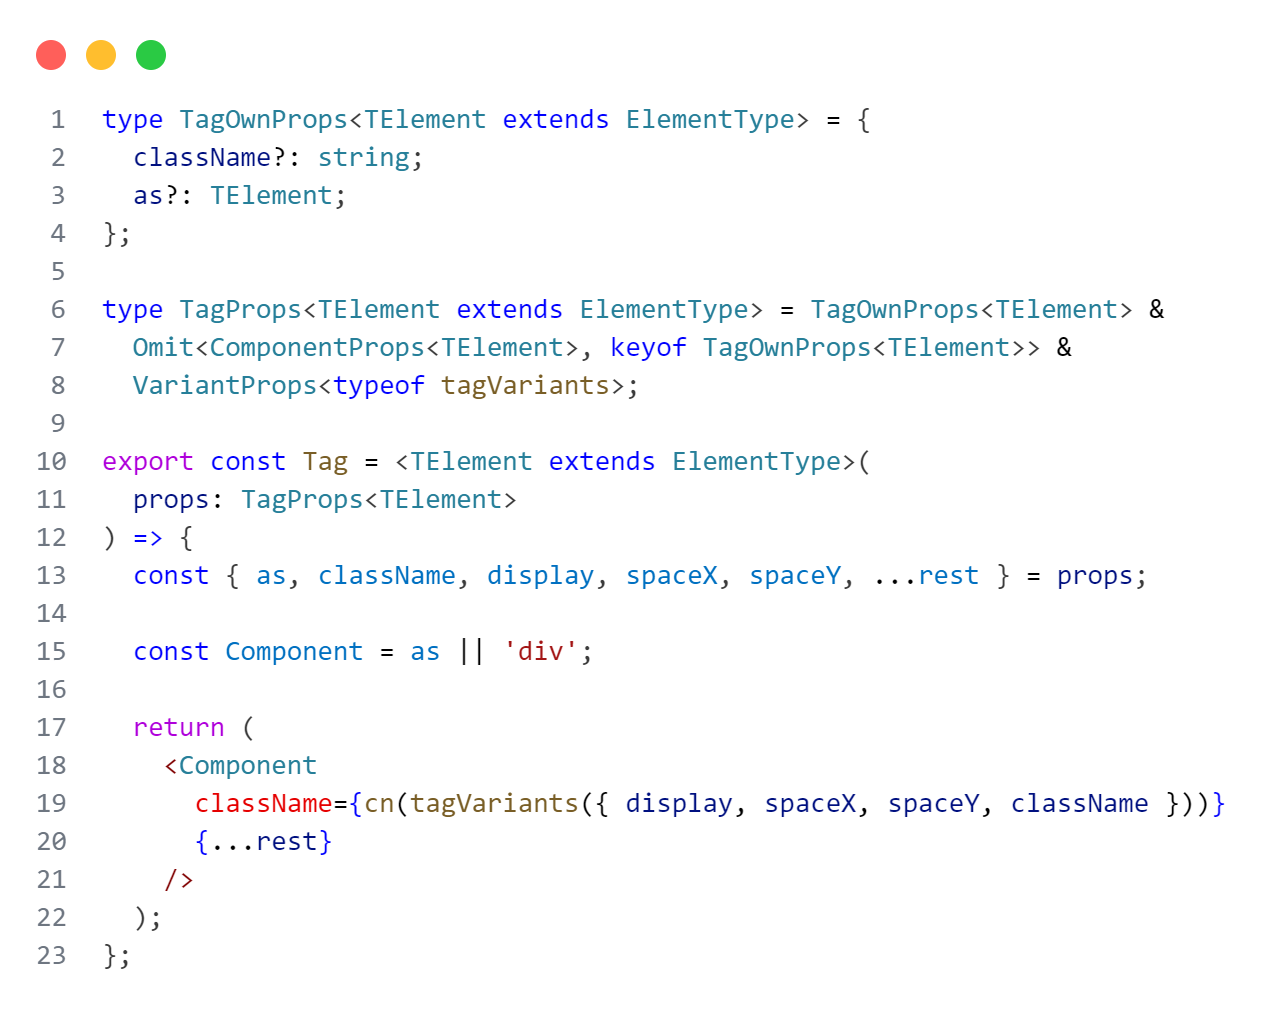 1 type TagOwnProps<TElement extends ElementType> = {
2   className?: string;
3   as?: TElement;
4 };
5
6 type TagProps<TElement extends ElementType> = TagOwnProps<TElement> &
7   Omit<ComponentProps<TElement>, keyof TagOwnProps<TElement>> &
8   VariantProps<typeof tagVariants>;
9
10 export const Tag = <TElement extends ElementType>(
11   props: TagProps<TElement>
12 ) => {
13   const { as, className, display, spaceX, spaceY, ...rest } = props;
14
15   const Component = as || 'div';
16
17   return (
18     <Component
19       className={cn(tagVariants({ display, spaceX, spaceY, className }))}
20       {...rest}
21     />
22   );
23 };